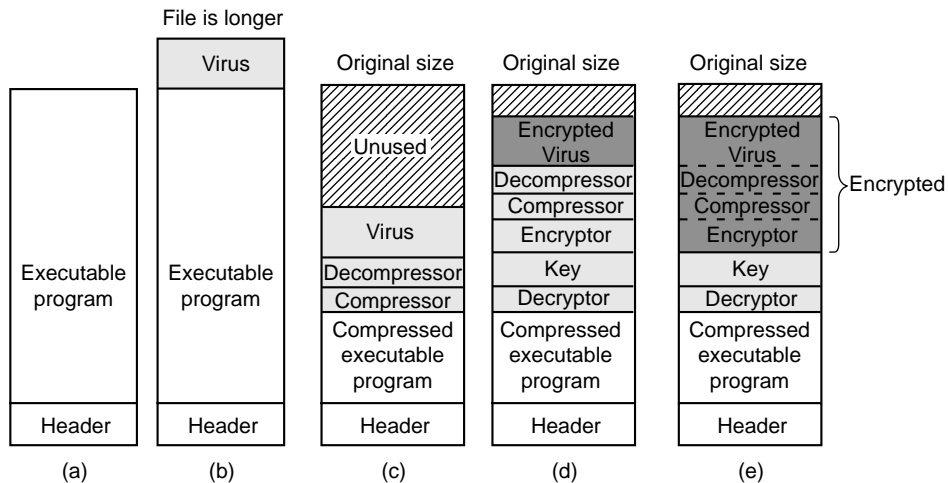 File is longer
Virus
Executable
program
Header
(a)
Executable
program
Header
(b)
Original size
Unused
Virus
Decompressor
Compressor
Compressed
executable
program
Header
(c)
Original size
Encrypted
Virus
Decompressor
Compressor
Encryptor
Key
Decryptor
Compressed
executable
program
Header
(d)
Original size
Encrypted
Virus
Decompressor
Compressor
Encryptor
Key
Decryptor
Compressed
executable
program
Header
(e)
Encrypted